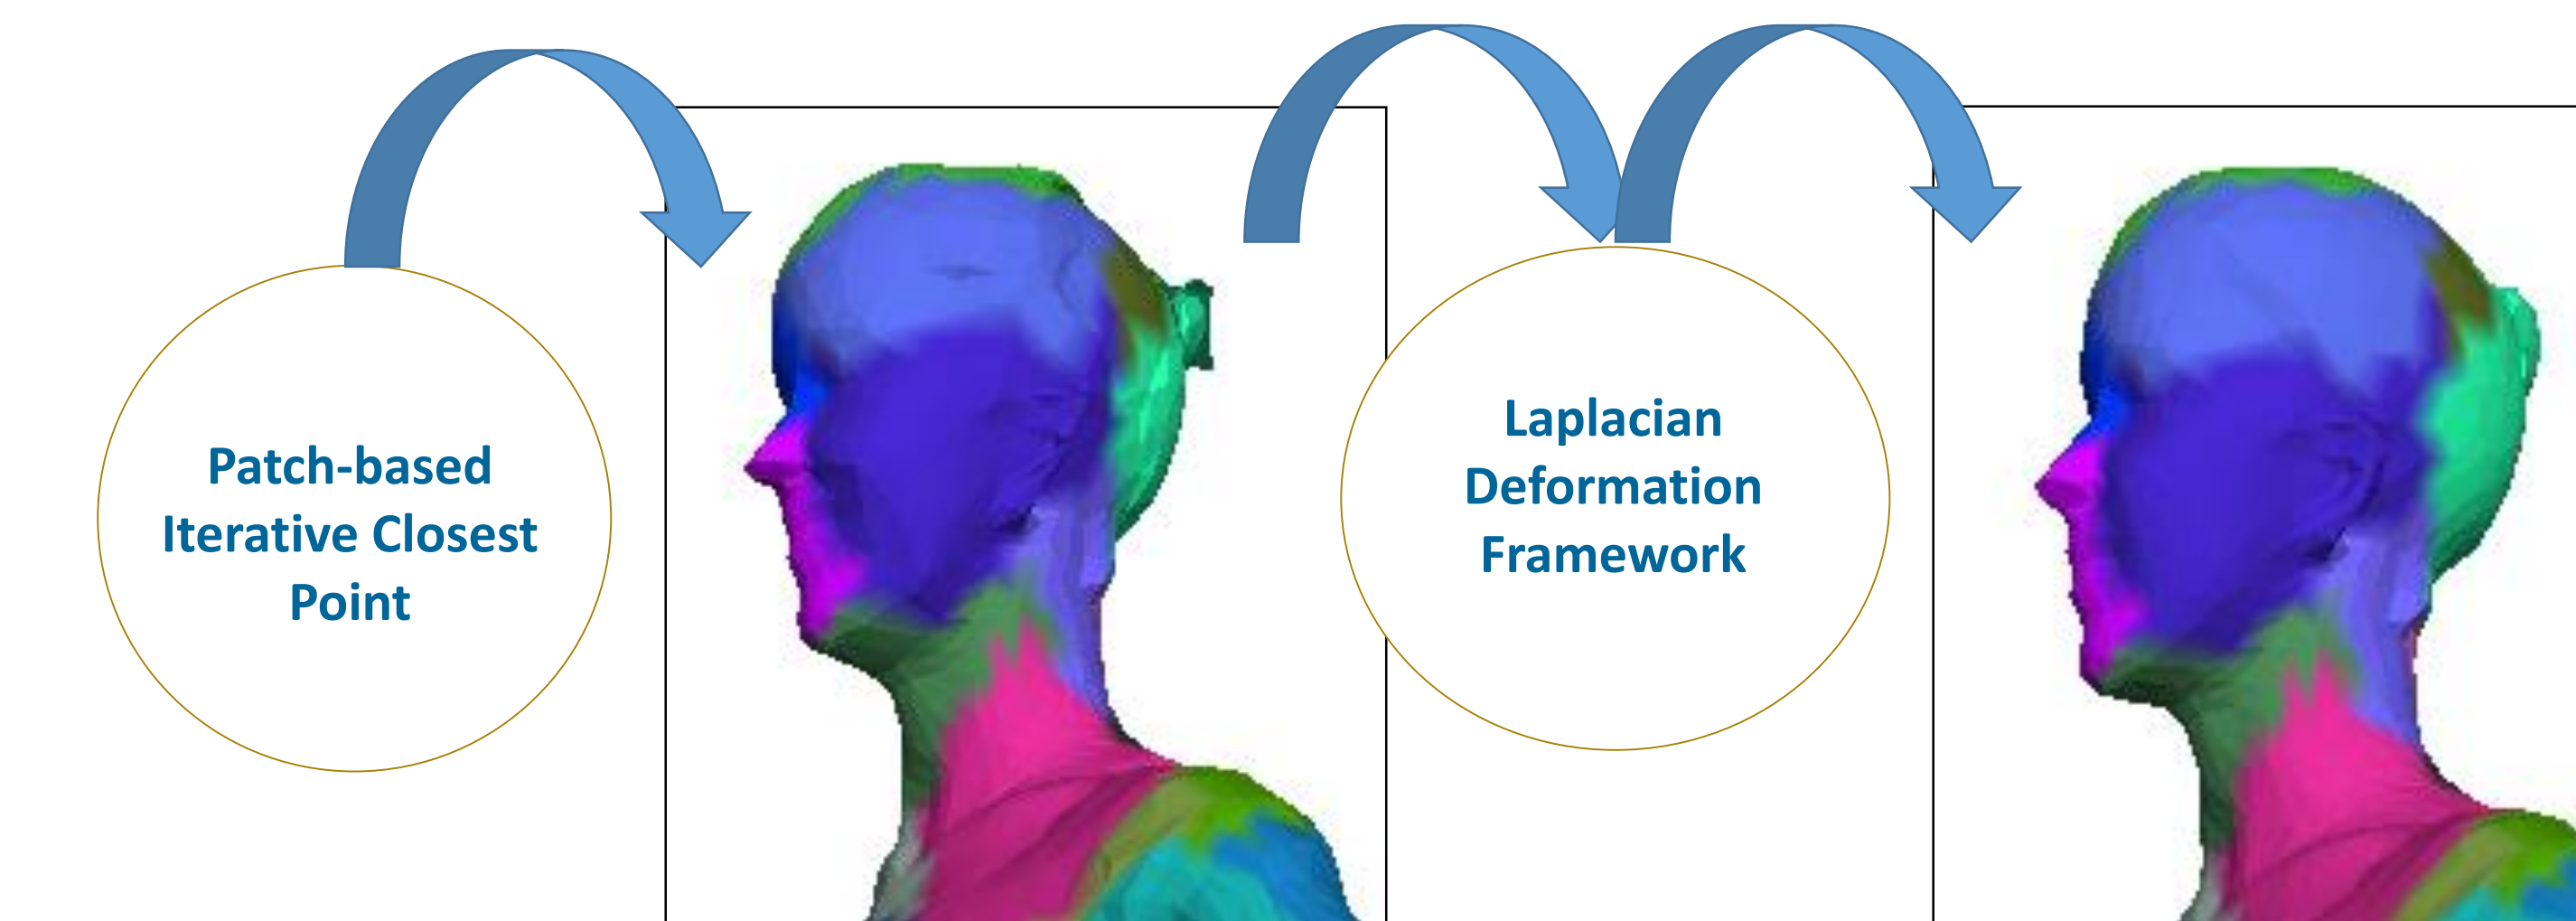 Patch-based
Iterative Closest
Point
Laplacian
Deformation
Framework